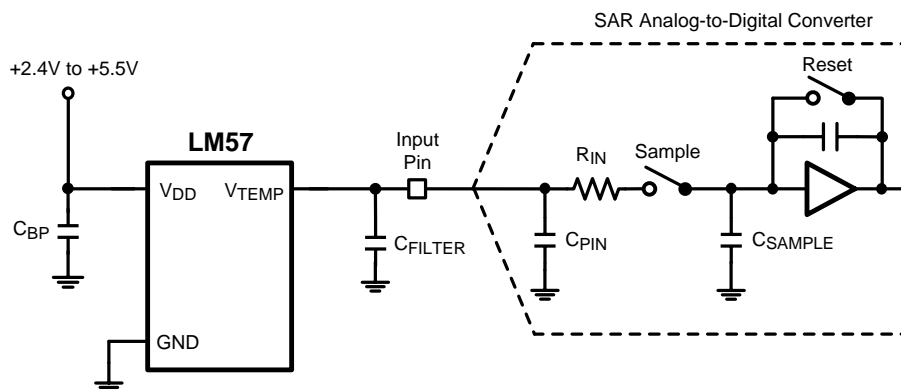 SAR Analog-to-Digital Converter
+2.4V to +5.5V
Reset
LM57
Input
Pin
RIN
Sample
VDD
VTEMP
CBP
CFILTER
CPIN
CSAMPLE
GND